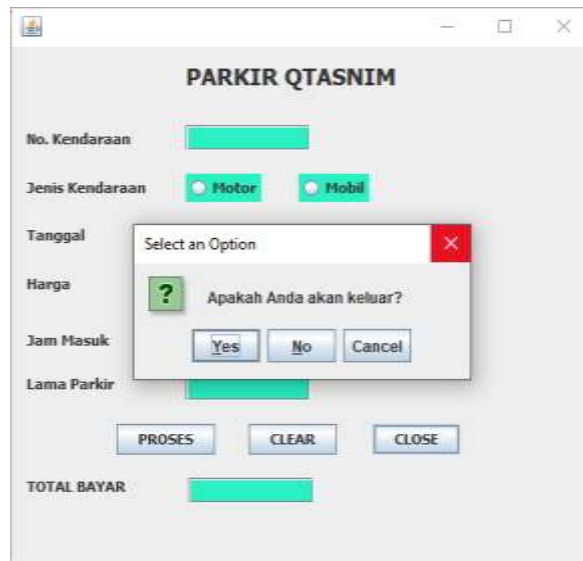 PARKIR QTASNIM
No. Kendaraan
Jenis Kendaraan Motor Mobil
Tanggal
Select an Option
Harga
? Apakah Anda akan keluar?
Jam Masuk
Yes No Cancel
Lama Parkir
PROSES CLEAR CLOSE
TOTAL BAYAR